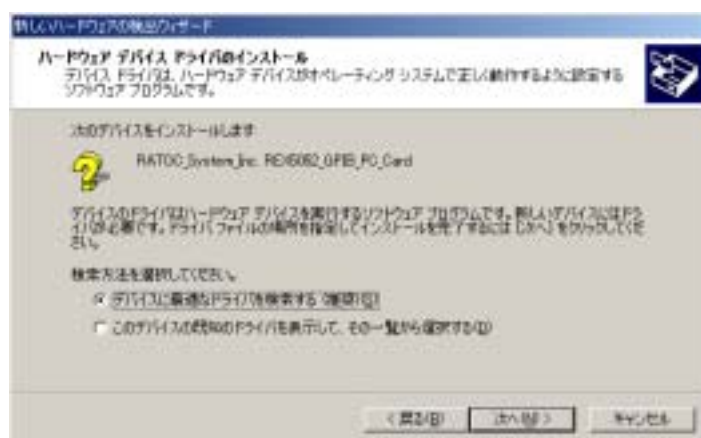 新しいハードウェアの検出ウィザード
ハードウェア デバイス ドライバのインストール
デバイス ドライバは、ハードウェア デバイスがオペレーティング システムで正しく動作するように設定する
ソフトウェア プログラムです。
次のデバイスをインストールします
RATOC_System_Inc. REX5052_GPIB_PC_Card
デバイスのドライバはハードウェア デバイスを実行するソフトウェア プログラムです。新しいデバイスにはドラ
イバが必要です。ドライバ ファイルの場所を指定してインストールを完了するには [次へ] をクリックしてくだ
さい。
検索方法を選択してください。
デバイスに最適なドライバを検索する (推奨)(S)
このデバイスの既知のドライバを表示して、その一覧から選択する(D)
< 戻る(B)
次へ(N) >
キャンセル